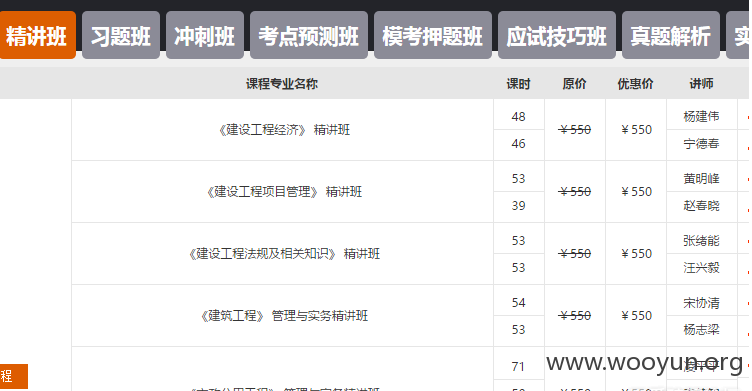 精讲班 习题班 冲刺班 考点预测班 模考押题班 应试技巧班 真题解析
课程专业名称 课时 原价 优惠价 讲师
《建设工程经济》 精讲班 48 ￥550 ￥550 杨建伟
46 宁德春
《建设工程项目管理》 精讲班 53 ￥550 ￥550 黄明峰
39 赵春晓
《建设工程法规及相关知识》 精讲班 53 ￥550 ￥550 张绪能
53 汪兴毅
《建筑工程》 管理与实务精讲班 54 ￥550 ￥550 宋协清
53 杨志梁
71
程
www.wooyun.org